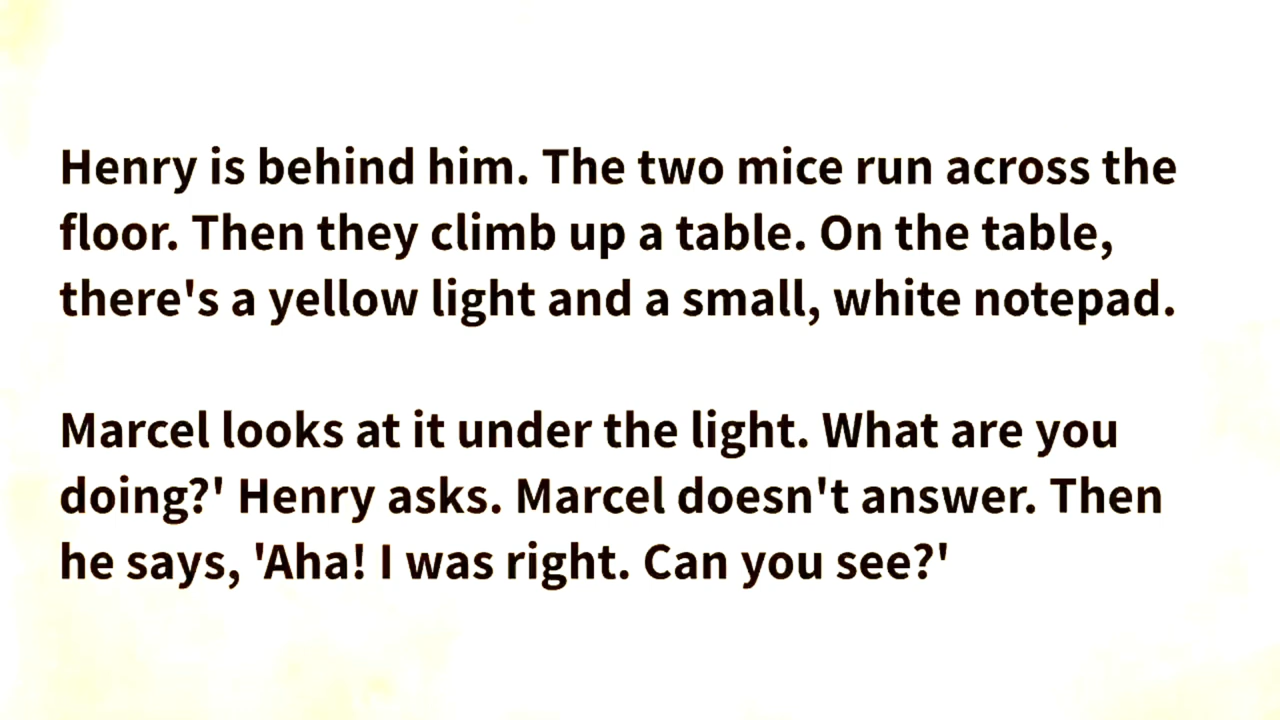 Henry is behind him. The two mice run across the
floor. Then they climb up a table. On the table,
there's a yellow light and a small, white notepad.
Marcel looks at it under the light. What are you
doing?' Henry asks. Marcel doesn't answer. Then
he says, 'Aha! I was right. Can you see?'